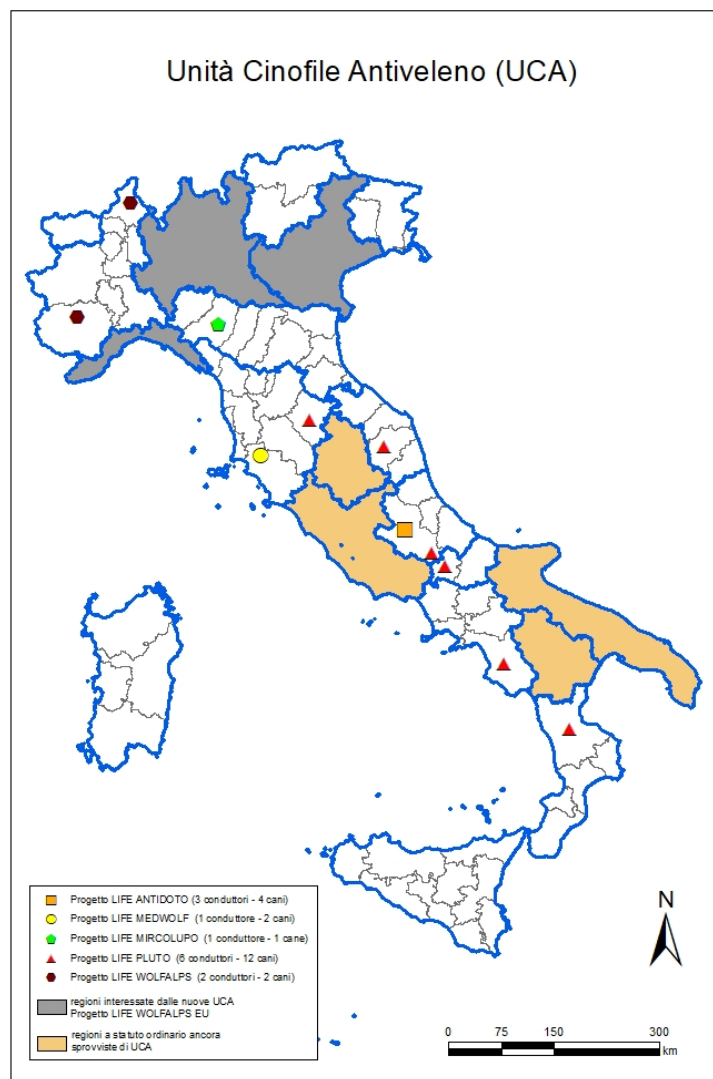 Unità Cinofile Antiveleno (UCA)
Progetto LIFE ANTIDOTO (3 conduttori - 4 cani)
Progetto LIFE MEDWOLF (1 conduttore - 2 cani)
Progetto LIFE MIRCOLUPO (1 conduttore - 1 cane)
Progetto LIFE PLUTO (6 conduttori - 12 cani)
Progetto LIFE WOLFALPS (2 conduttori - 2 cani)
regioni interessate dalle nuove UCA
Progetto LIFE WOLFALPS EU
regioni a statuto ordinario ancora
sprovviste di UCA
N
0 75 150 300
km